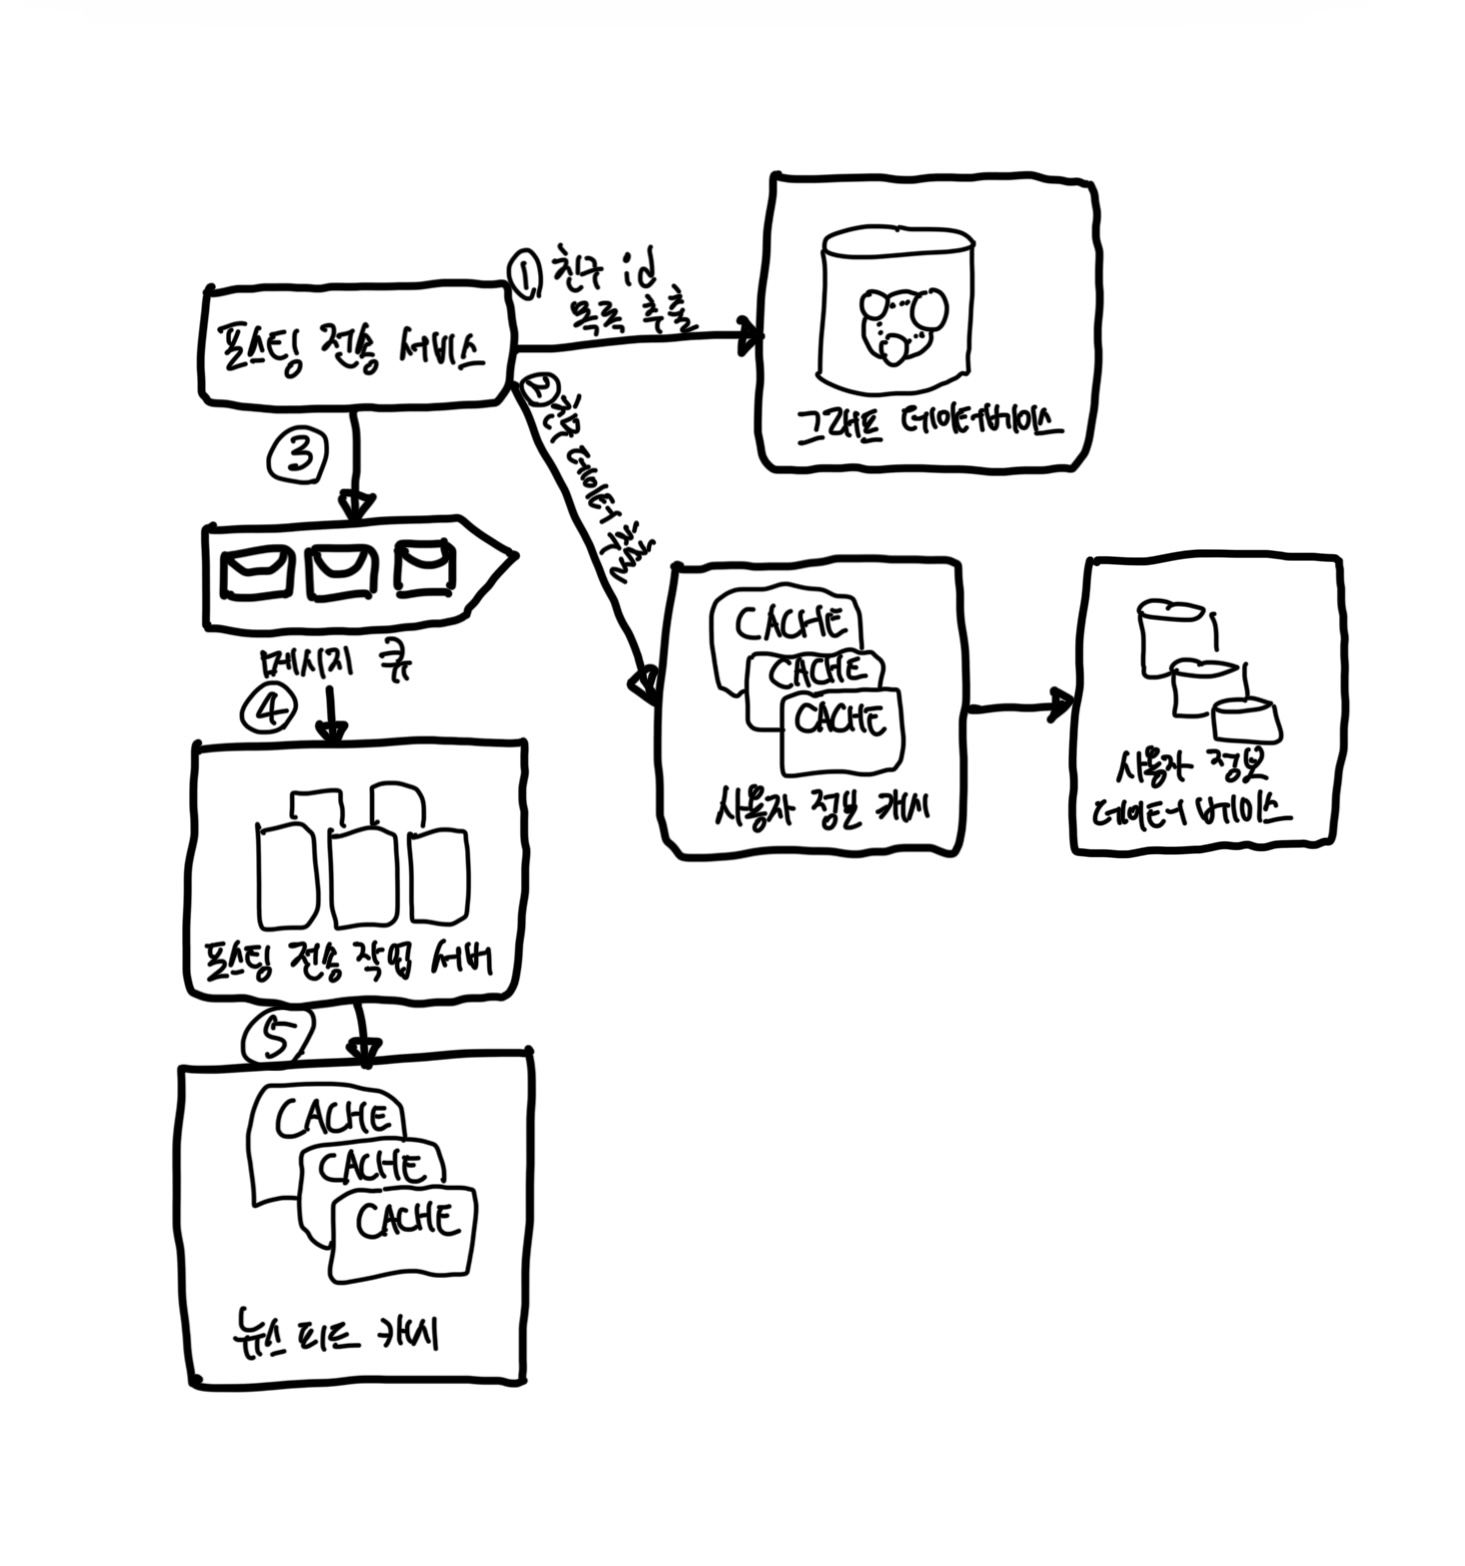 ① 친구 id
목록 추출
포스팅 전송 서비스
그래프 데이터베이스
② 친구 데이터 추출
③
메시지 큐
CACHE
CACHE
CACHE
사용자 정보 캐시
사용자 정보
데이터 베이스
④
포스팅 전송 작업 서버
⑤
CACHE
CACHE
CACHE
뉴스 피드 캐시